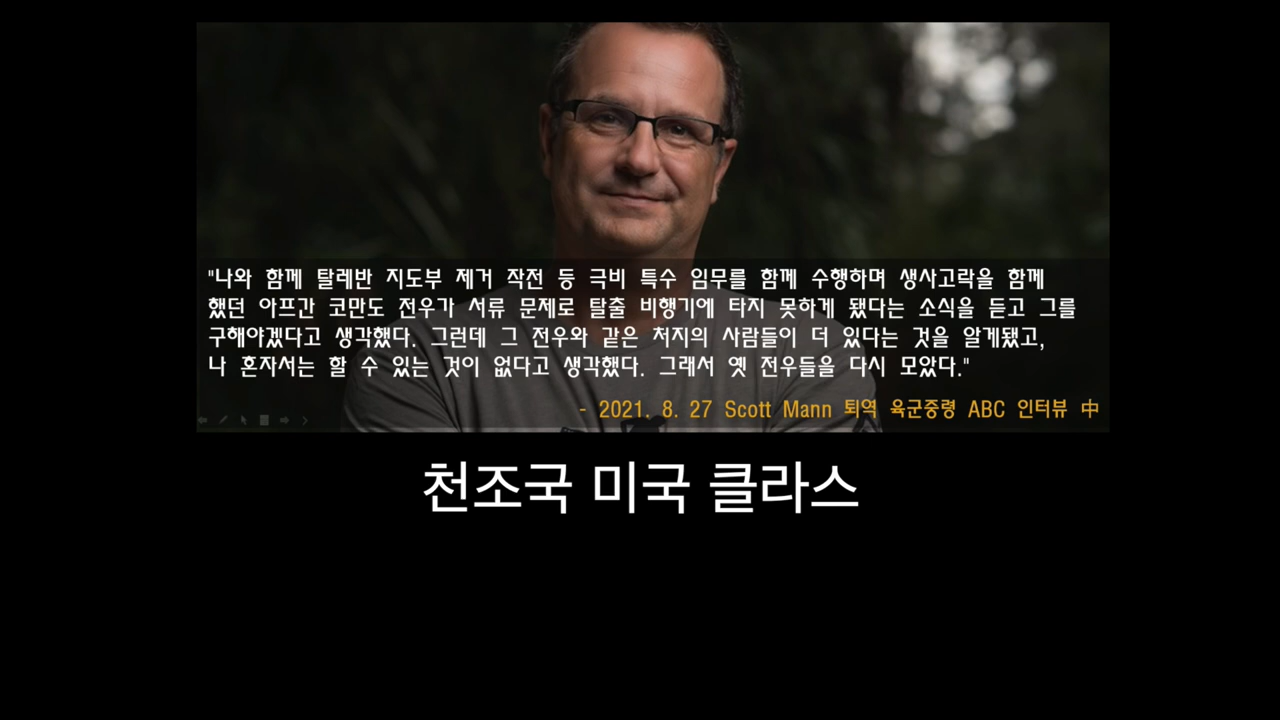 "나와 함께 탈레반 지도부 제거 작전 등 극비 특수 임무를 함께 수행하며 생사고락을 함께
했던 아프간 코만도 전우가 서류 문제로 탈출 비행기에 타지 못하게 됐다는 소식을 듣고 그를
구해야겠다고 생각했다. 그런데 그 전우와 같은 처지의 사람들이 더 있다는 것을 알게됐고,
나 혼자서는 할 수 있는 것이 없다고 생각했다. 그래서 옛 전우들을 다시 모았다."
- 2021. 8. 27 Scott Mann 퇴역 육군중령 ABC 인터뷰 中
천조국 미국 클라스